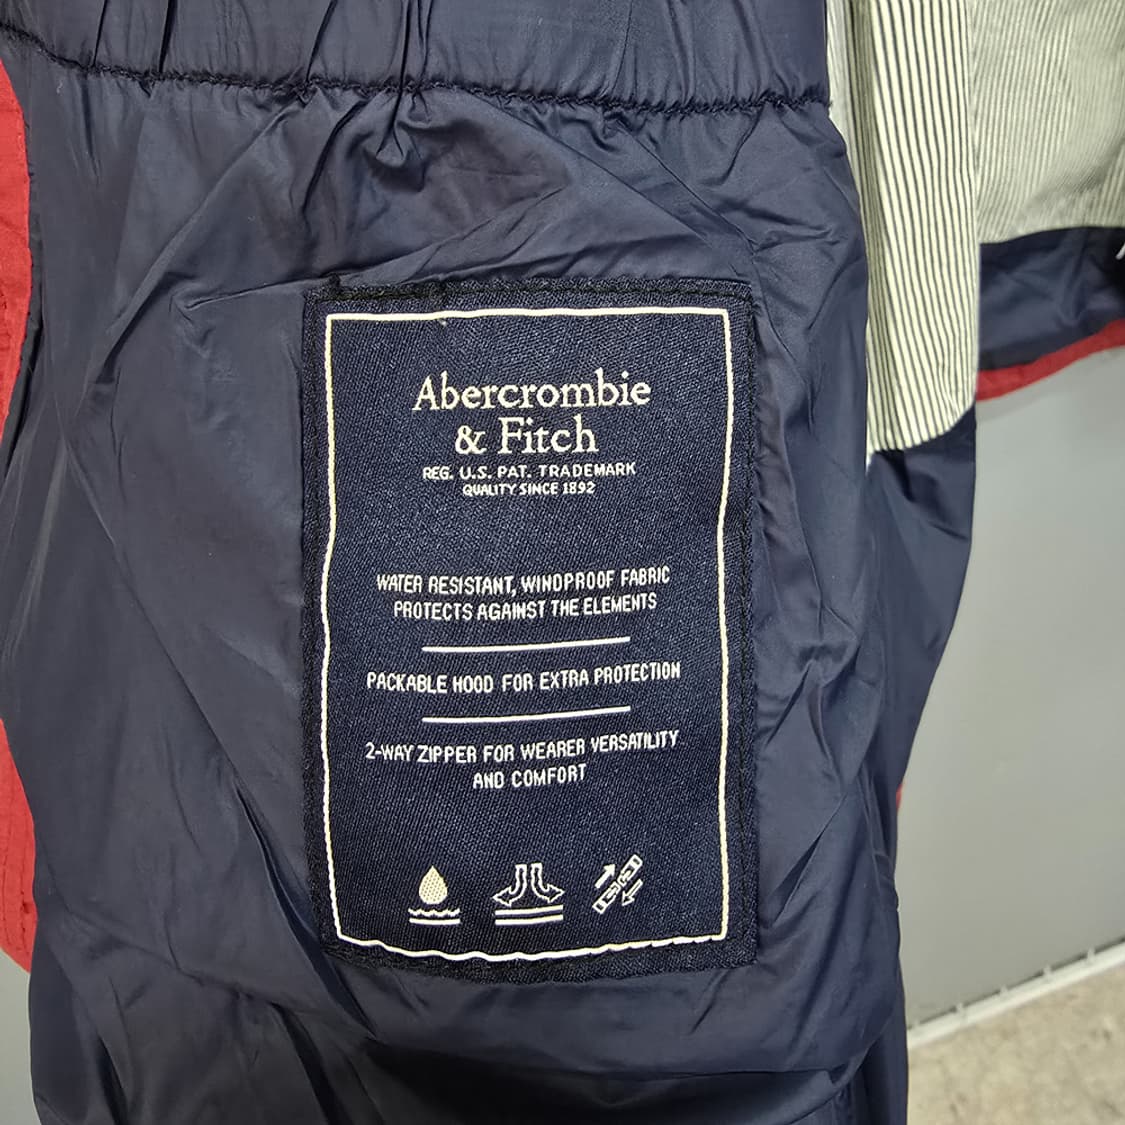 Abercrombie
& Fitch
REG. U.S. PAT. TRADEMARK
QUALITY SINCE 1892
WATER RESISTANT, WINDPROOF FABRIC
PROTECTS AGAINST THE ELEMENTS
PACKABLE HOOD FOR EXTRA PROTECTION
2-WAY ZIPPER FOR WEARER VERSATILITY
AND COMFORT